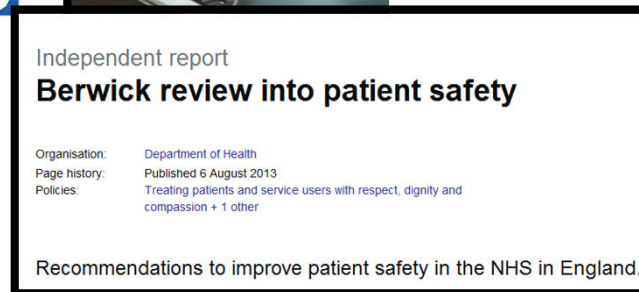 Independent report
Berwick review into patient safety
Organisation: Department of Health
Page history: Published 6 August 2013
Policies: Treating patients and service users with respect, dignity and
compassion + 1 other
Recommendations to improve patient safety in the NHS in England.